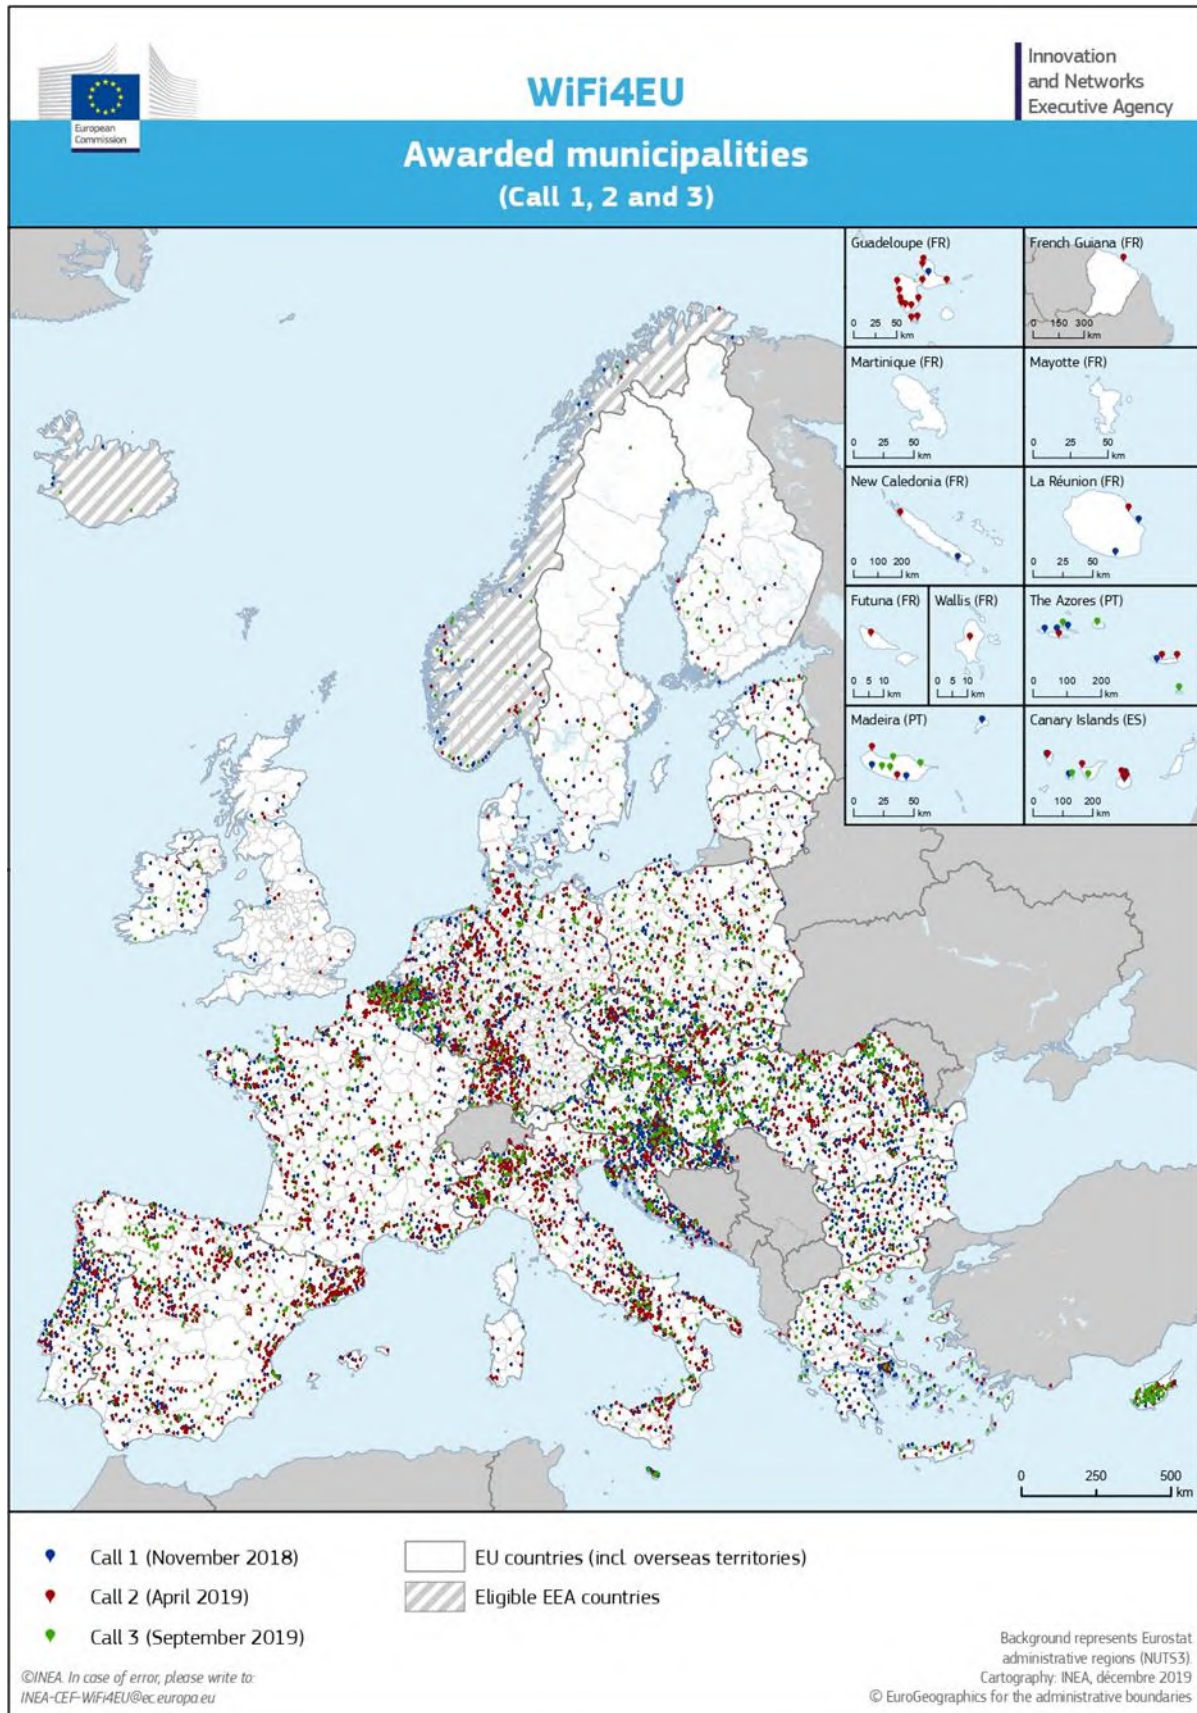 European
Commission
WiFi4EU
Innovation
and Networks
Executive Agency
Awarded municipalities
(Call 1, 2 and 3)
Guadeloupe (FR)
0 25 50
km
French Guiana (FR)
0 150 300
km
Martinique (FR)
0 25 50
km
Mayotte (FR)
0 25 50
km
New Caledonia (FR)
0 100 200
km
La Réunion (FR)
0 25 50
km
Futuna (FR)
0 5 10
km
Wallis (FR)
0 5 10
km
The Azores (PT)
0 100 200
km
Madeira (PT)
0 25 50
km
Canary Islands (ES)
0 100 200
km
0 250 500
km
Call 1 (November 2018)
Call 2 (April 2019)
Call 3 (September 2019)
EU countries (incl. overseas territories)
Eligible EEA countries
©INEA. In case of error, please write to:
INEA-CEF-WiFi4EU@ec.europa.eu
Background represents Eurostat
administrative regions (NUTS3).
Cartography: INEA, décembre 2019
© EuroGeographics for the administrative boundaries